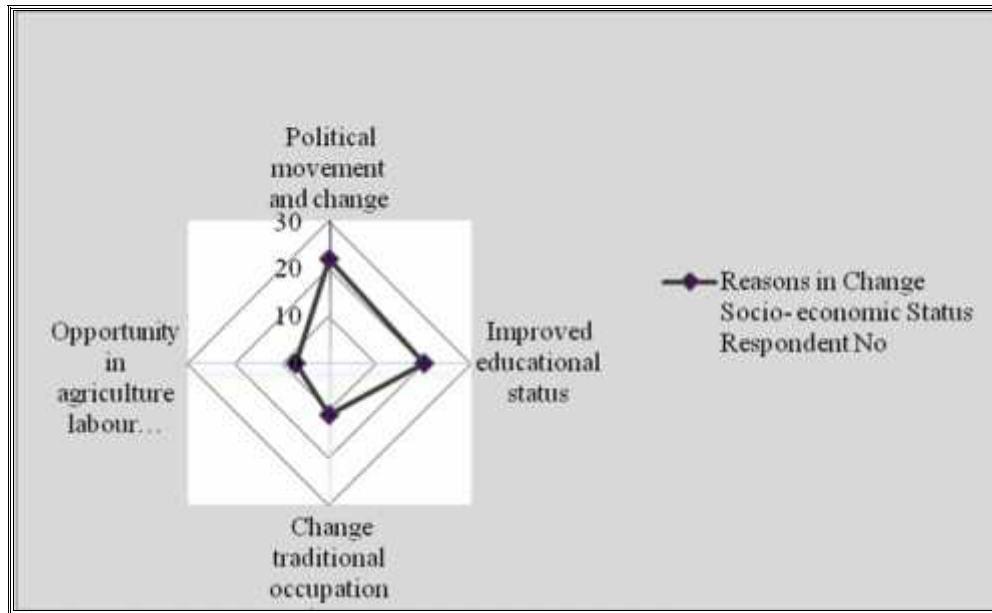 Political
movement
and change
30
20
10
Opportunity
in
agriculture
labour…
Improved
educational
status
Change
traditional
occupation
Reasons in Change
Socio-economic Status
Respondent No